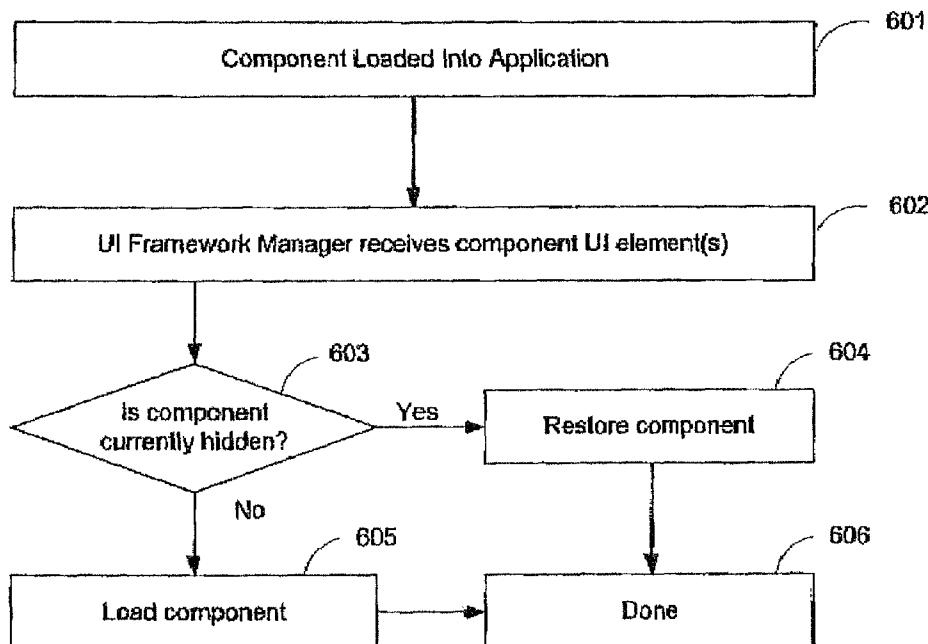 601
Component Loaded Into Application
602
UI Framework Manager receives component UI element(s)
603
604
Is component
currently hidden?
Yes
Restore component
No
605
606
Load component
Done